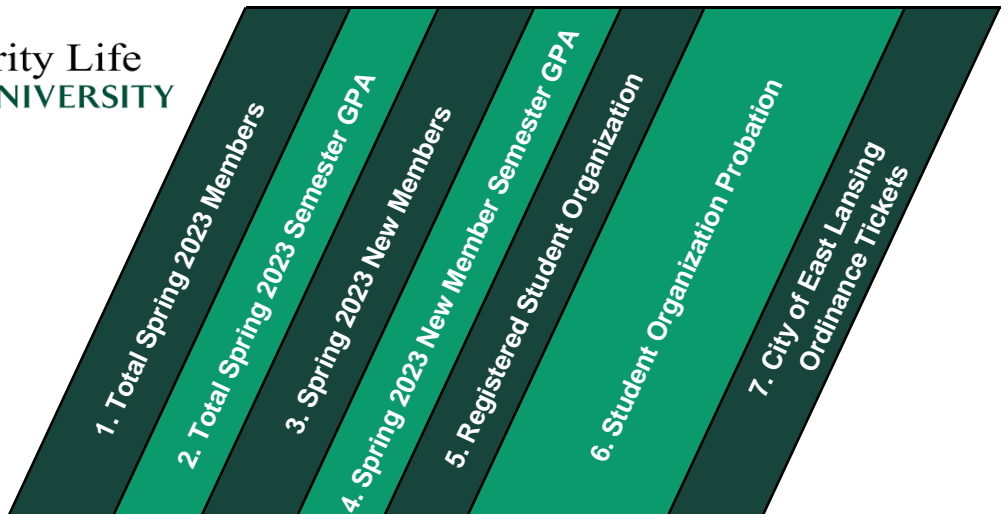 rity Life
NIVERSITY
1. Total Spring 2023 Members
2. Total Spring 2023 Semester GPA
3. Spring 2023 New Members
4. Spring 2023 New Member Semester GPA
5. Registered Student Organization
6. Student Organization Probation
7. City of East Lansing
Ordinance Tickets